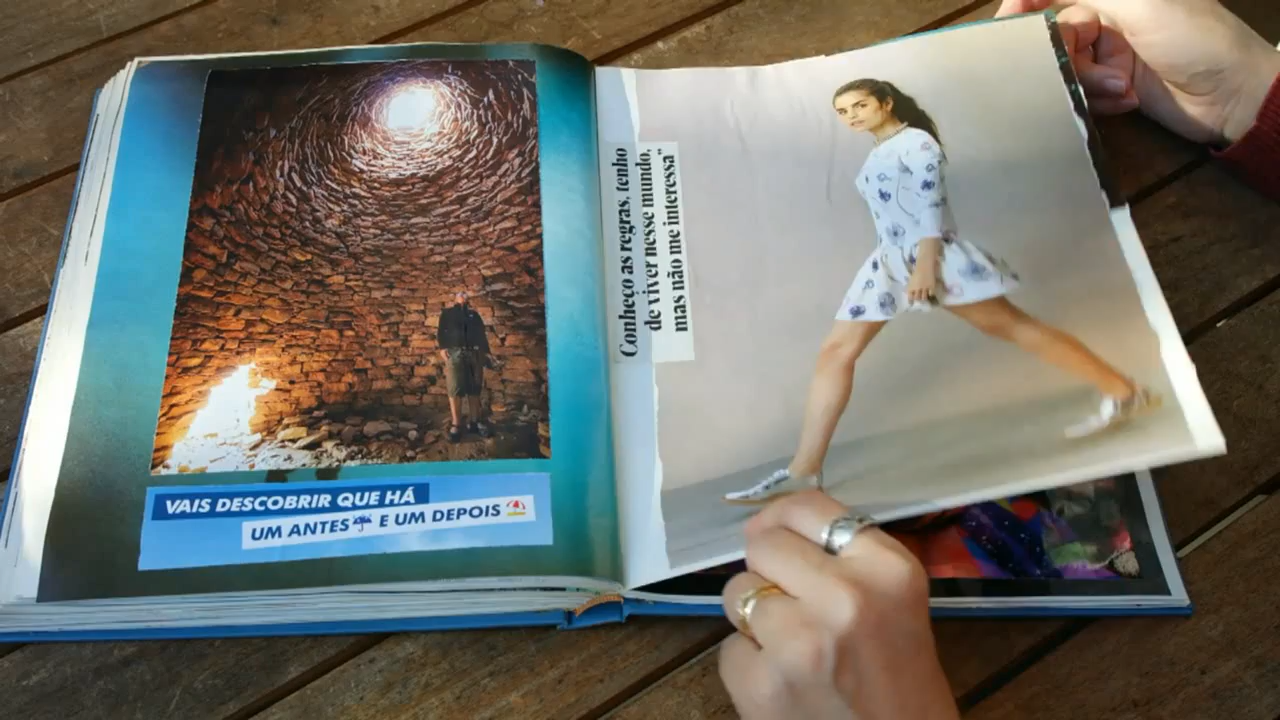 VAIS DESCOBRIR QUE HÁ
UM ANTES E UM DEPOIS
Conheço as regras, tenho
de viver nesse mundo,
mas não me interessa”